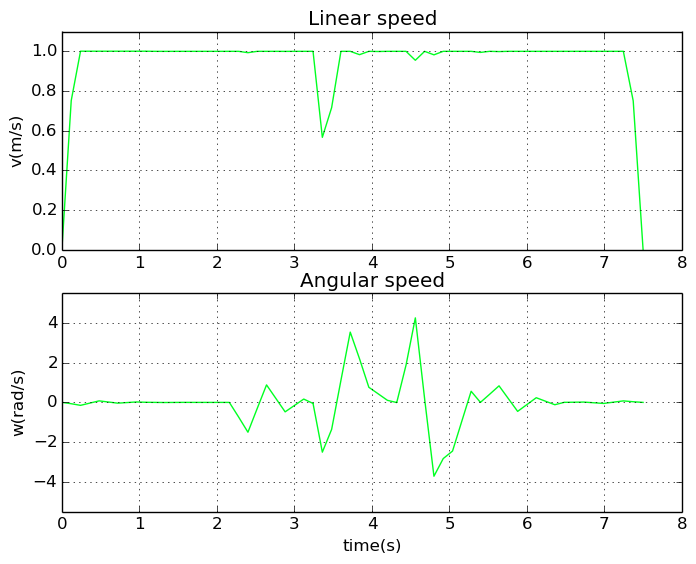 Linear speed
v(m/s)
1.0
0.8
0.6
0.4
0.2
0.0
0 1 2 3 4 5 6 7 8
Angular speed
w(rad/s)
4
2
0
−2
−4
0 1 2 3 4 5 6 7 8
time(s)